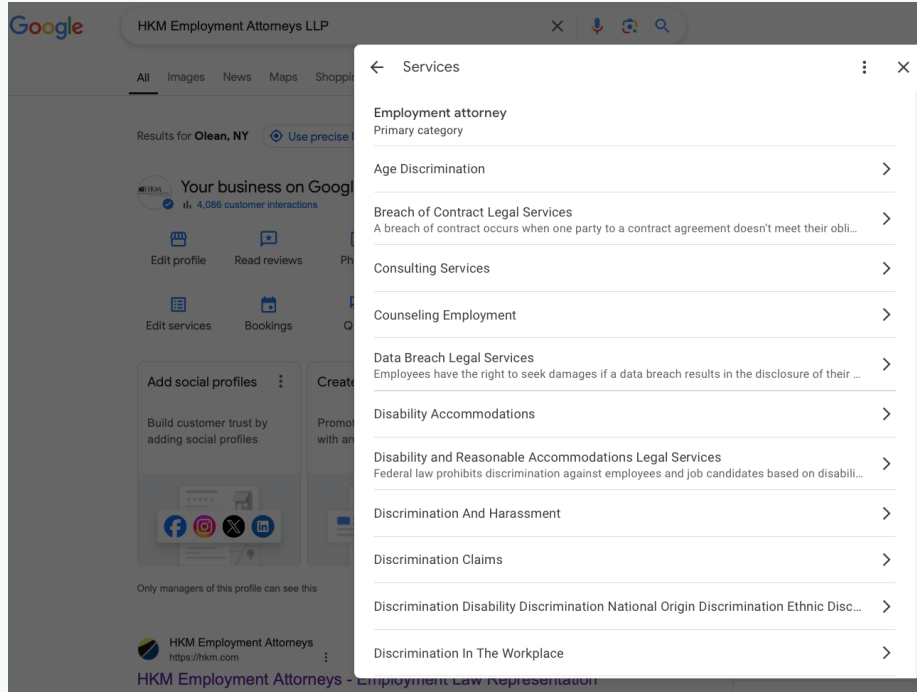 Google
HKM Employment Attorneys LLP
All Images News Maps
Results for Olean, NY Use precise
HKM
Your business on Googl
4,086 customer interactions
Edit profile Read reviews
Edit services Bookings
Add social profiles
Build customer trust by
adding social profiles
Only managers of this profile can see this
HKM Employment Attorneys
https://hkm.com
HKM Employment Attorneys - Employment Law Representation
Services
Employment attorney
Primary category
Age Discrimination
Breach of Contract Legal Services
A breach of contract occurs when one party to a contract agreement doesn't meet their obli...
Consulting Services
Counseling Employment
Data Breach Legal Services
Employees have the right to seek damages if a data breach results in the disclosure of their ...
Disability Accommodations
Disability and Reasonable Accommodations Legal Services
Federal law prohibits discrimination against employees and job candidates based on disabili...
Discrimination And Harassment
Discrimination Claims
Discrimination Disability Discrimination National Origin Discrimination Ethnic Disc...
Discrimination In The Workplace